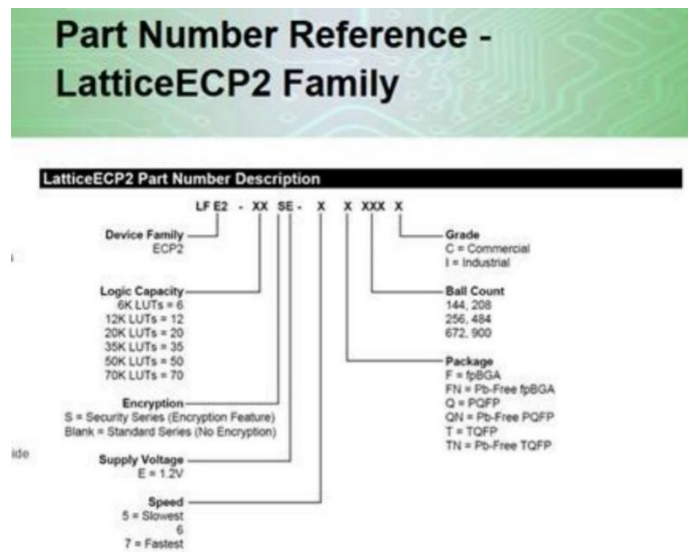 Part Number Reference -
LatticeECP2 Family
LatticeECP2 Part Number Description
LF E2 - XX SE - X X XXX X
Device Family
ECP2
Logic Capacity
6K LUTs = 6
12K LUTs = 12
20K LUTs = 20
35K LUTs = 35
50K LUTs = 50
70K LUTs = 70
Encryption
S = Security Series (Encryption Feature)
Blank = Standard Series (No Encryption)
Supply Voltage
E = 1.2V
Speed
5 = Slowest
6
7 = Fastest
Grade
C = Commercial
I = Industrial
Ball Count
144, 208
256, 484
672, 900
Package
F = fpBGA
FN = Pb-Free fpBGA
Q = PQFP
QN = Pb-Free PQFP
T = TQFP
TN = Pb-Free TQFP
ide